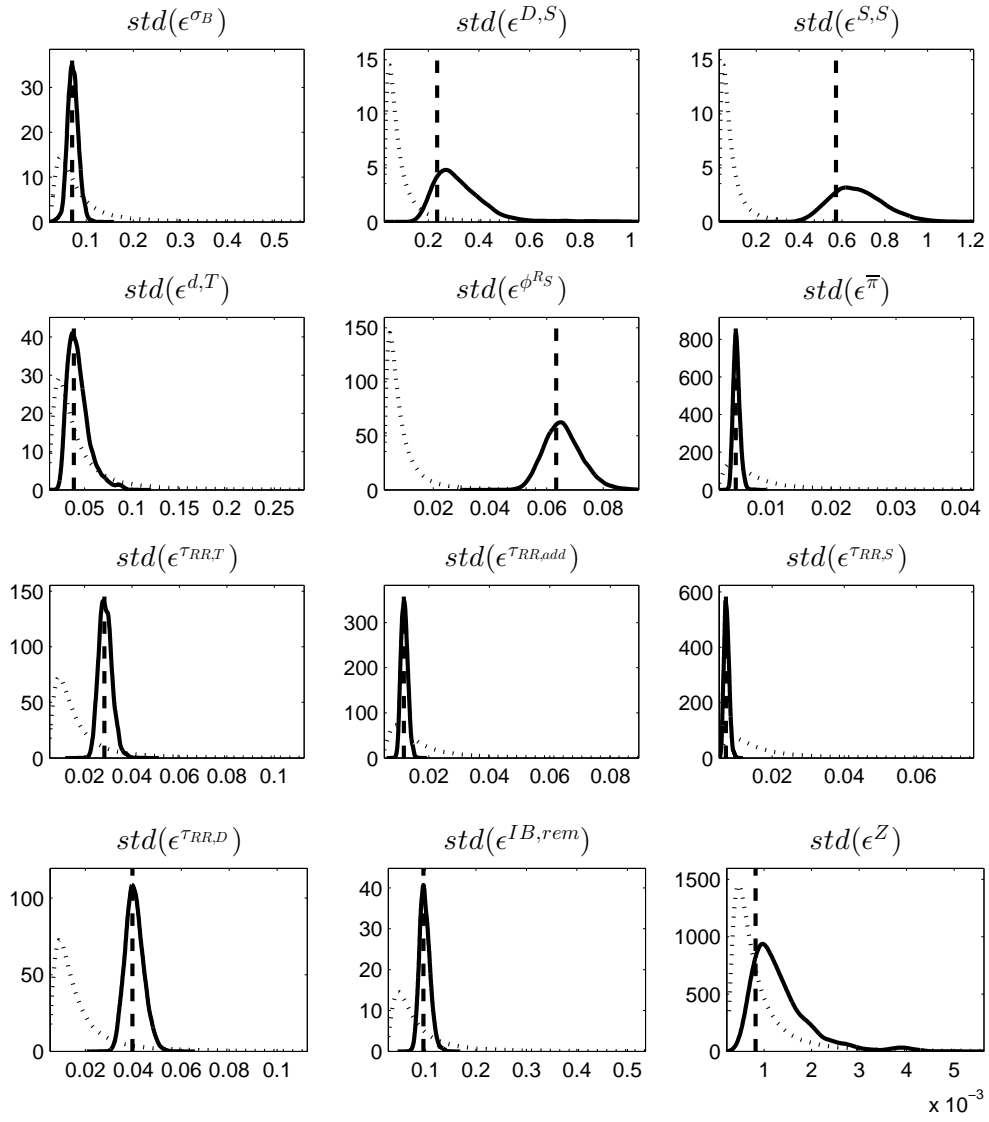 std(ϵ^{σ_B})
std(ϵ^{D,S})
std(ϵ^{S,S})
30
20
10
0
0.1 0.2 0.3 0.4 0.5
15
10
5
0
0.2 0.4 0.6 0.8 1
15
10
5
0
0.2 0.4 0.6 0.8 1 1.2
std(ϵ^{d,T})
std(ϵ^{ϕ^{R_S}})
std(ϵ^{\overline{π}})
40
30
20
10
0
0.05 0.1 0.15 0.2 0.25
150
100
50
0
0.02 0.04 0.06 0.08
800
600
400
200
0
0.01 0.02 0.03 0.04
std(ϵ^{τ_{RR,T}})
std(ϵ^{τ_{RR,add}})
std(ϵ^{τ_{RR,S}})
150
100
50
0
0.02 0.04 0.06 0.08 0.1
300
200
100
0
0.02 0.04 0.06 0.08
600
400
200
0
0.02 0.04 0.06
std(ϵ^{τ_{RR,D}})
std(ϵ^{IB,rem})
std(ϵ^Z)
100
50
0
0.02 0.04 0.06 0.08 0.1
40
30
20
10
0
0.1 0.2 0.3 0.4 0.5
1500
1000
500
0
1 2 3 4 5
x 10^{-3}